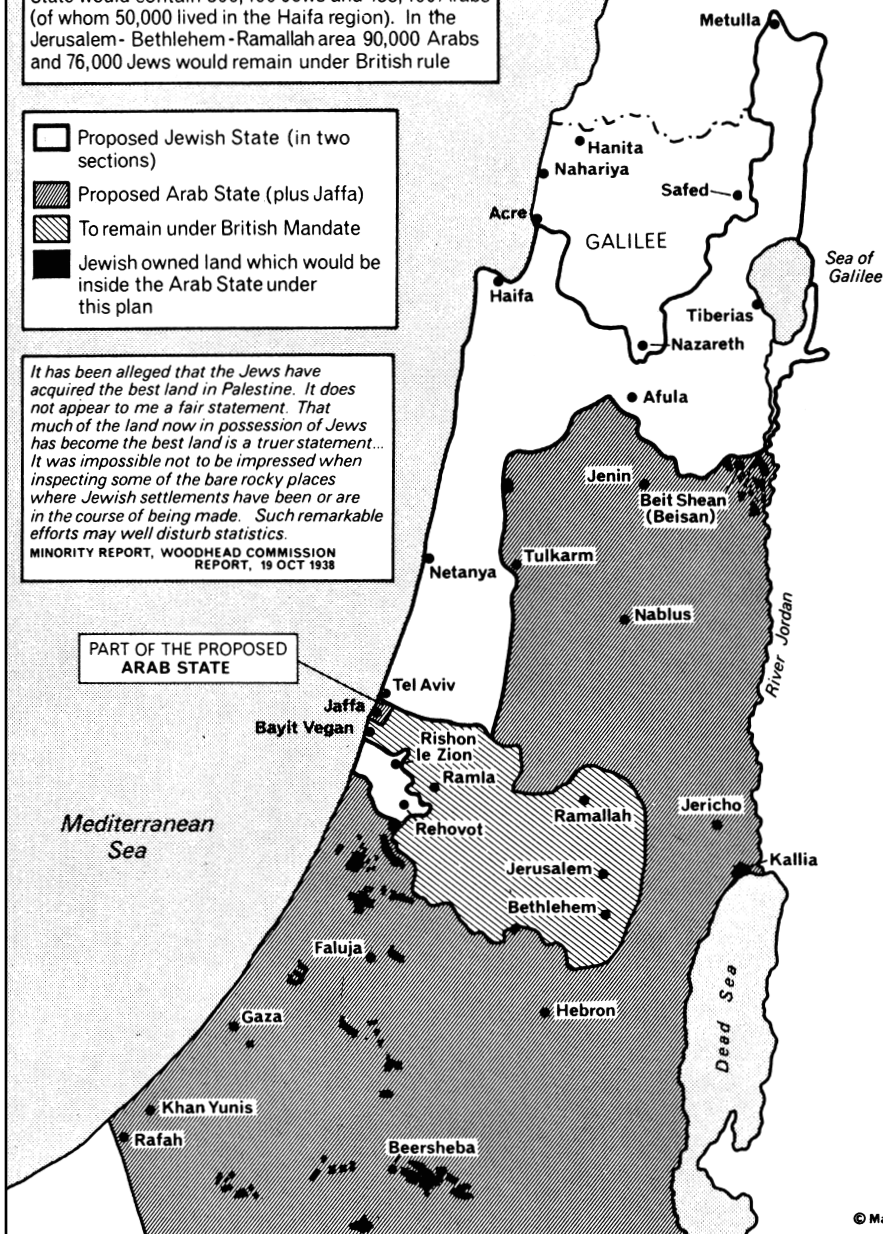 (of whom 50,000 lived in the Haifa region). In the
Jerusalem - Bethlehem - Ramallah area 90,000 Arabs
and 76,000 Jews would remain under British rule
Proposed Jewish State (in two
sections)
Proposed Arab State (plus Jaffa)
To remain under British Mandate
Jewish owned land which would be
inside the Arab State under
this plan
It has been alleged that the Jews have
acquired the best land in Palestine. It does
not appear to me a fair statement. That
much of the land now in possession of Jews
has become the best land is a truer statement...
It was impossible not to be impressed when
inspecting some of the bare rocky places
where Jewish settlements have been or are
in the course of being made. Such remarkable
efforts may well disturb statistics.
MINORITY REPORT, WOODHEAD COMMISSION
REPORT, 19 OCT 1938
PART OF THE PROPOSED
ARAB STATE
Metulla
Hanita
Nahariya
Safed
Acre
GALILEE
Sea of
Galilee
Haifa
Tiberias
Nazareth
Afula
Jenin
Beit Shean
(Beisan)
Tulkarm
Netanya
Nablus
River Jordan
Tel Aviv
Jaffa
Bayit Vegan
Rishon
le Zion
Ramla
Ramallah
Jericho
Mediterranean
Sea
Rehovot
Kallia
Jerusalem
Bethlehem
Faluja
Hebron
Dead Sea
Gaza
Khan Yunis
Rafah
Beersheba
©